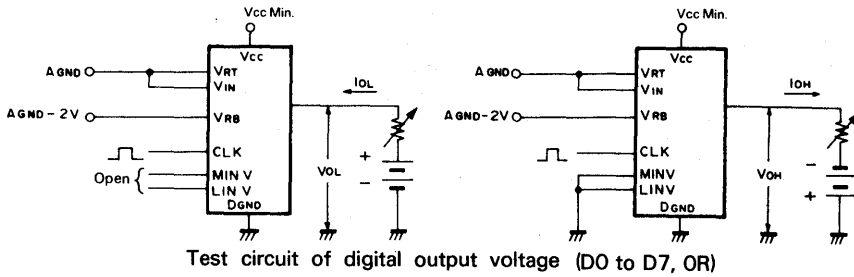 Vcc Min.
Vcc
AGND
VRT
VIN
IOL
AGND-2V
VRB
CLK
Open
MINV
LINV
DGND
VOL
+
-
Vcc Min.
Vcc
AGND
VRT
VIN
IOH
AGND-2V
VRB
CLK
MINV
LINV
DGND
VOH
-
+
Test circuit of digital output voltage (D0 to D7, OR)